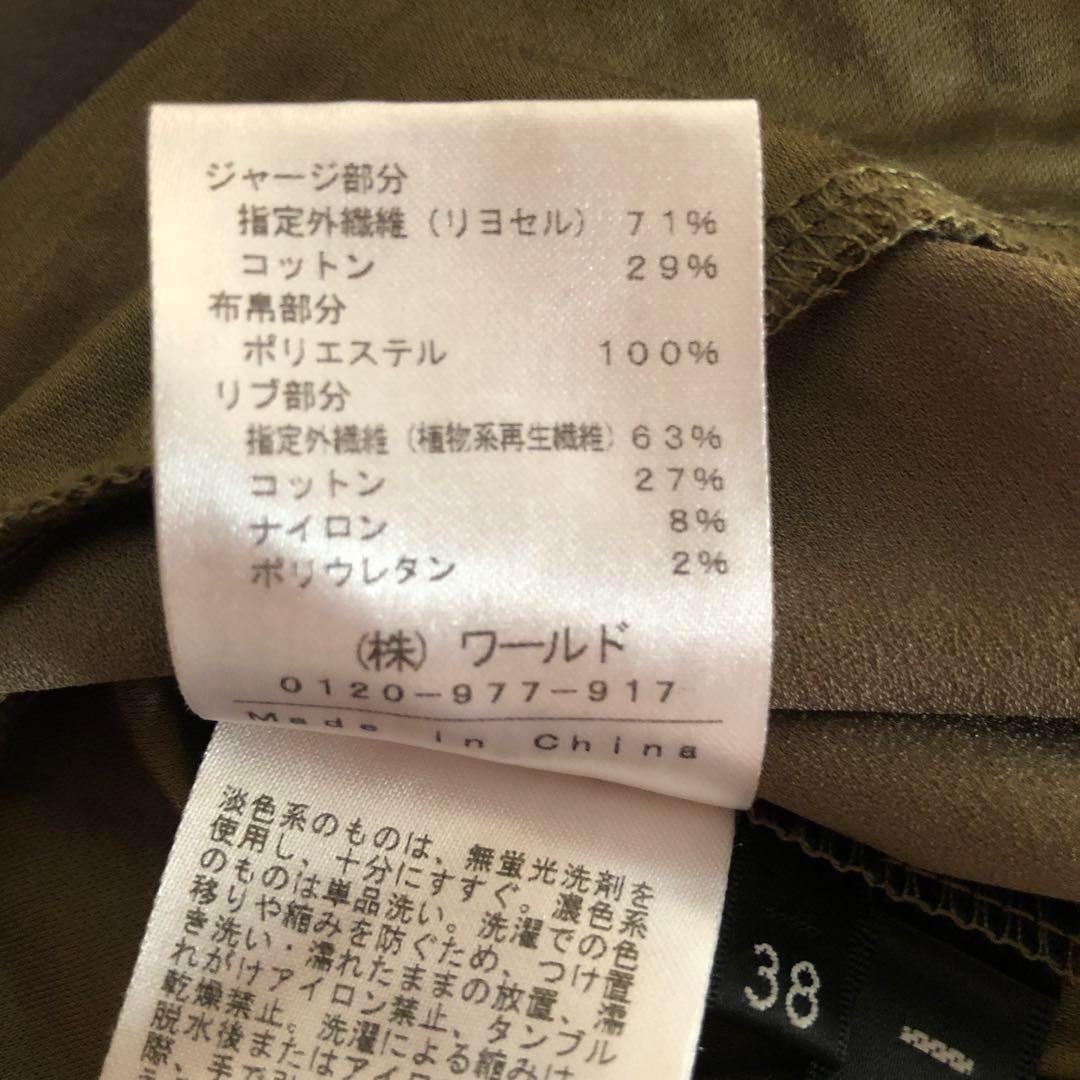 ジャージ部分
指定外繊維(リヨセル) 71%
コットン 29%
布帛部分
ポリエステル 100%
リブ部分
指定外繊維(植物系再生繊維) 63%
コットン 27%
ナイロン 8%
ポリウレタン 2%
(株)ワールド
0120-977-917
Made in China
淡色系のものは、無蛍光洗剤を
使用し、十分にすすぐ。濃色系
のものは単品洗い。洗濯での色
移りや縮みを防ぐため、つけ置
き洗い・濡れたままの放置、濡
れがけアイロン禁止、タンブル
乾燥禁止。洗濯による縮みは
脱水後またはアイロ
際、手で
38